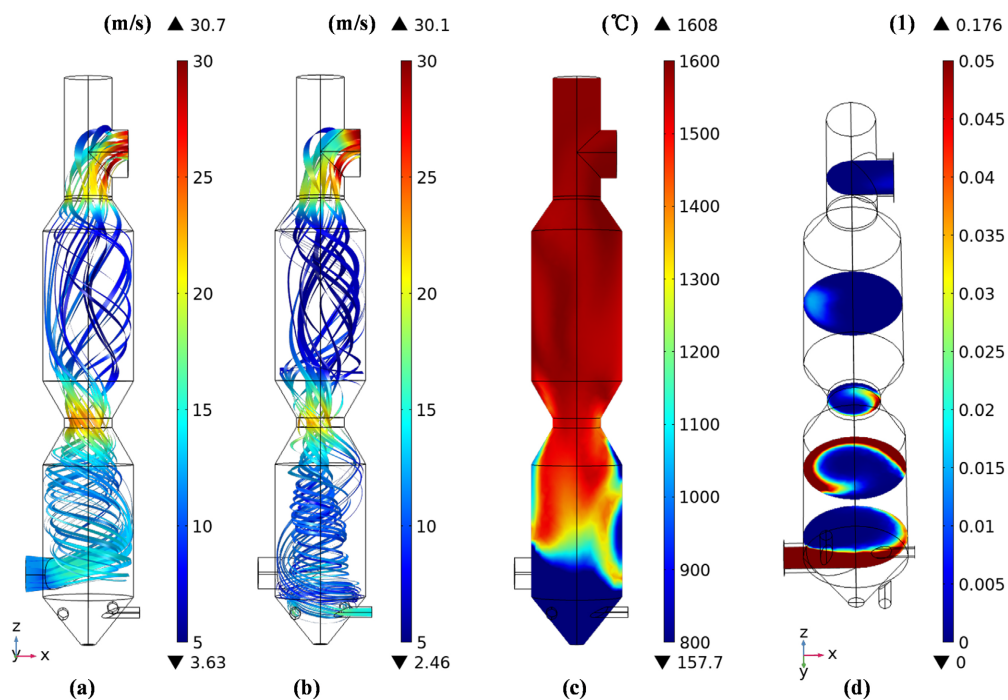 (m/s) ▲ 30.7
30
25
20
15
10
5
▼ 3.63
z
y x
(a)
(m/s) ▲ 30.1
30
25
20
15
10
5
▼ 2.46
(b)
(℃) ▲ 1608
1600
1500
1400
1300
1200
1100
1000
900
800
▼ 157.7
(c)
(1) ▲ 0.176
0.05
0.045
0.04
0.035
0.03
0.025
0.02
0.015
0.01
0.005
0
▼ 0
z
x
y
(d)